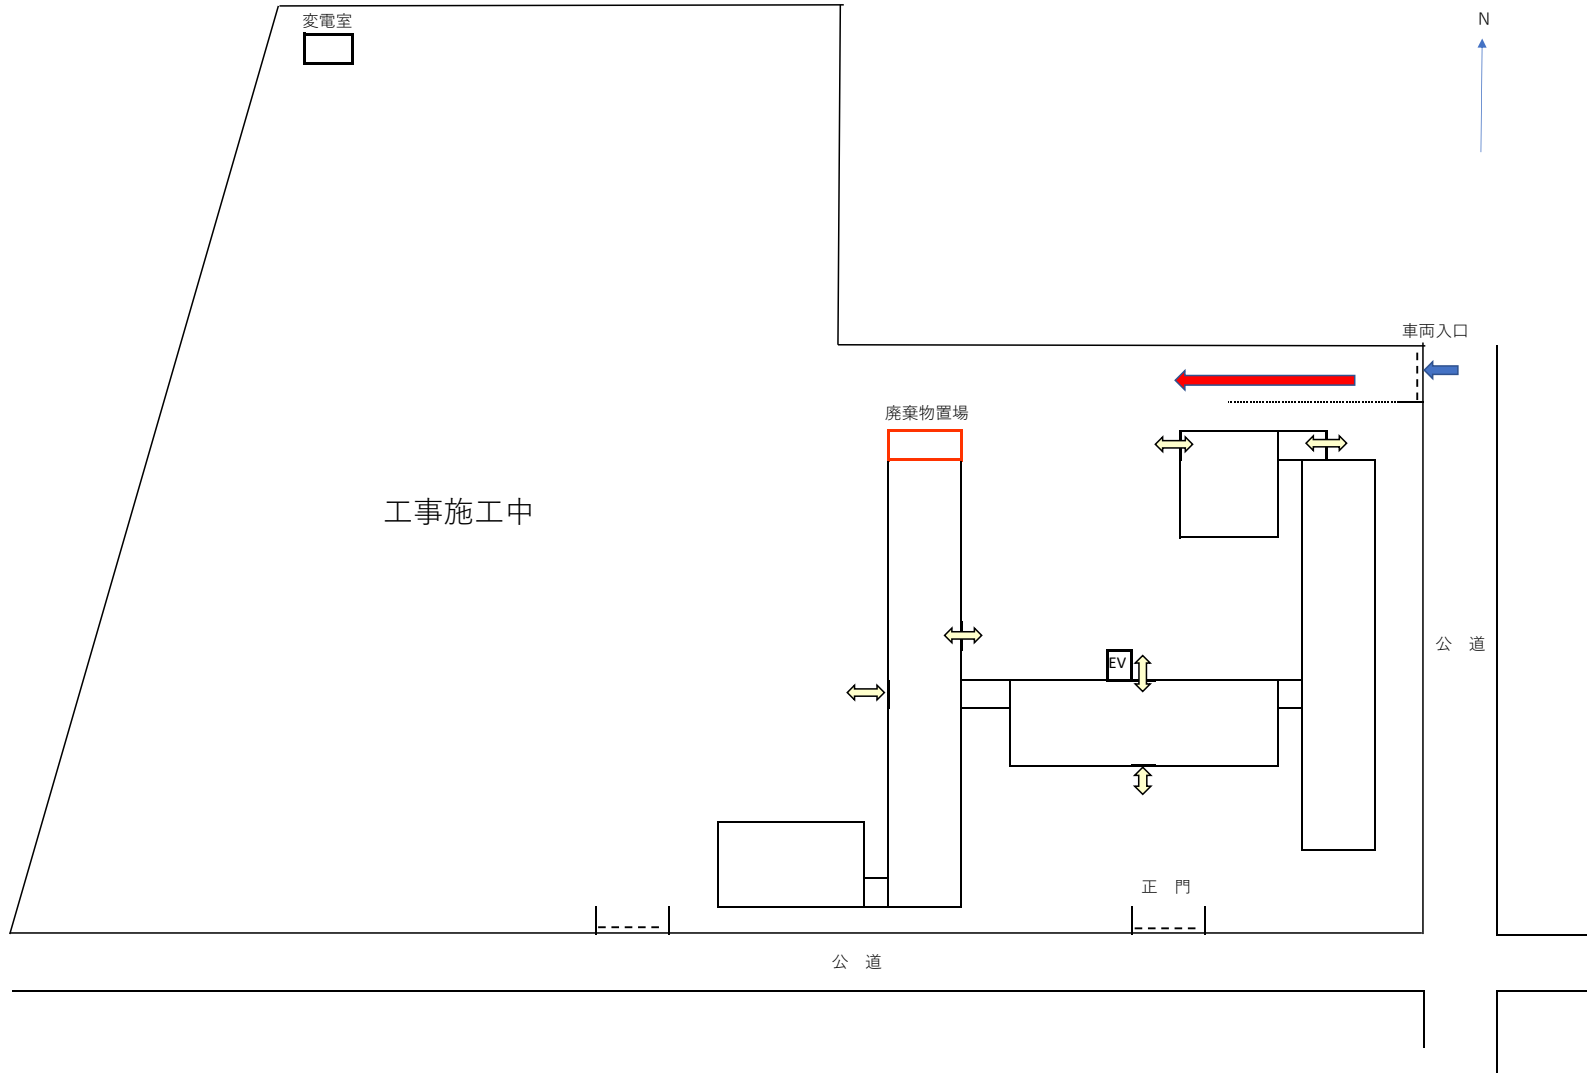 変電室
N
車両入口
廃棄物置場
工事施工中
公　道
EV
正　門
公　道